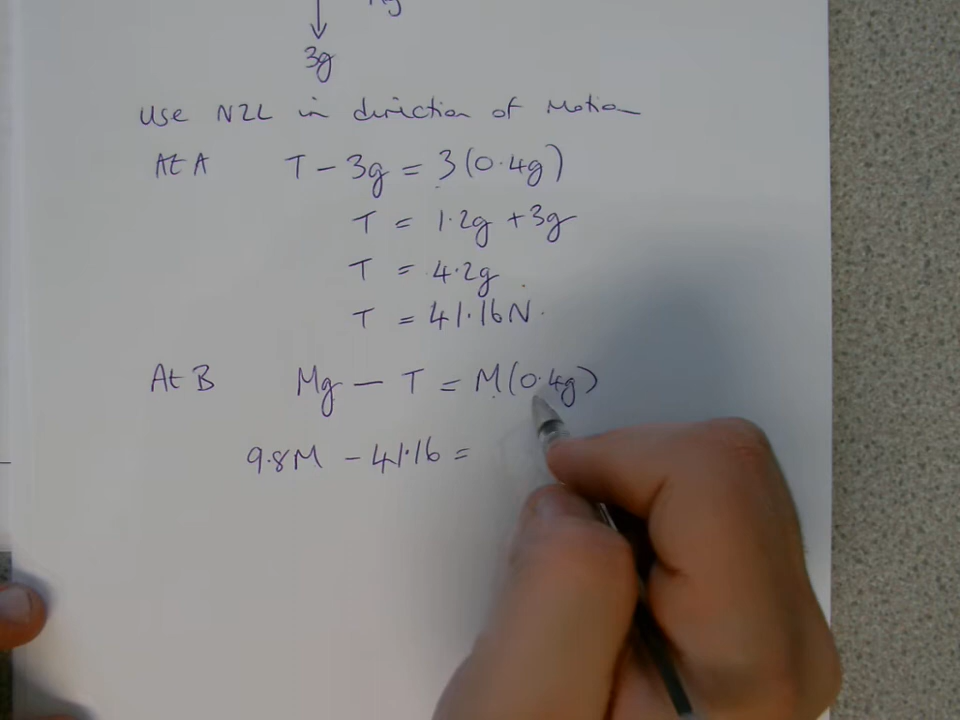 3g
Use N2L in direction of Motion
At A T - 3g = 3(0.4g)
T = 1.2g + 3g
T = 4.2g
T = 41.16N.
At B Mg - T = M(0.4g)
9.8M - 41.16 =